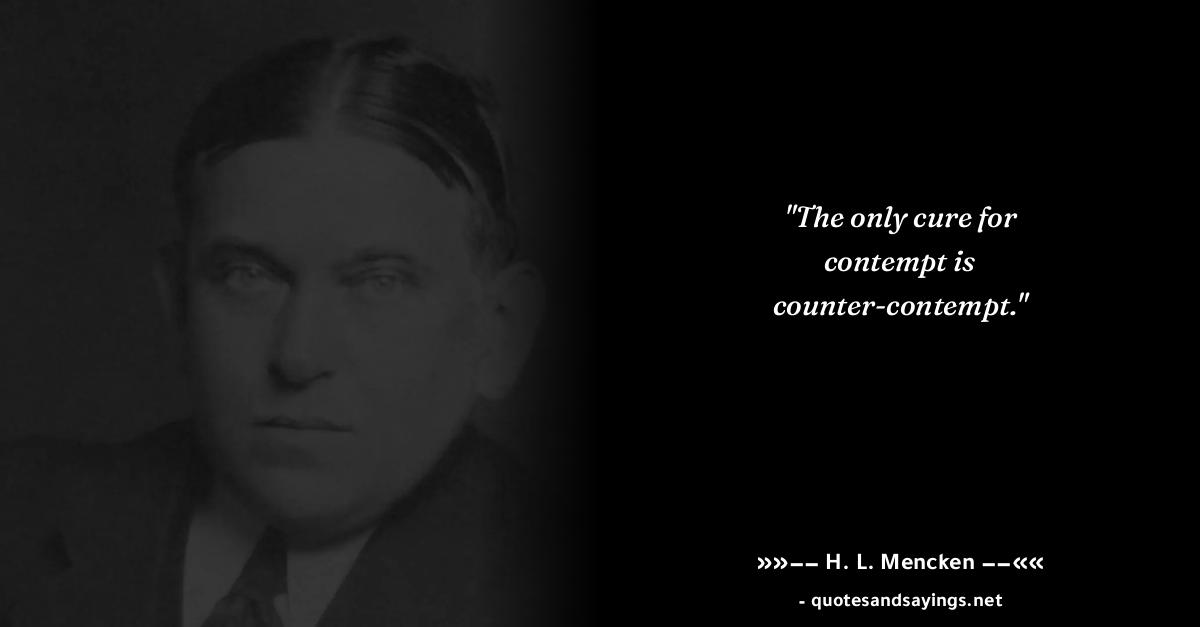 "The only cure for
contempt is
counter-contempt."
»»−− H. L. Mencken −−««
- quotesandsayings.net